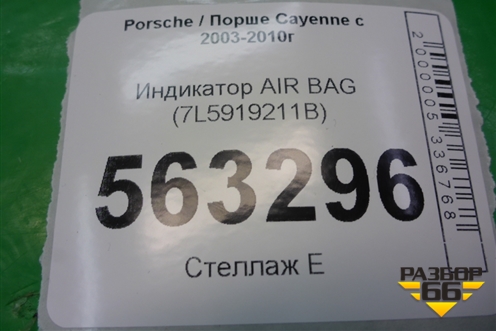 Porsche / Порше Cayenne с
2003-2010г
Индикатор AIR BAG
(7L5919211B)
563296
Стеллаж Е
2000005336768
РАЗБОР
66